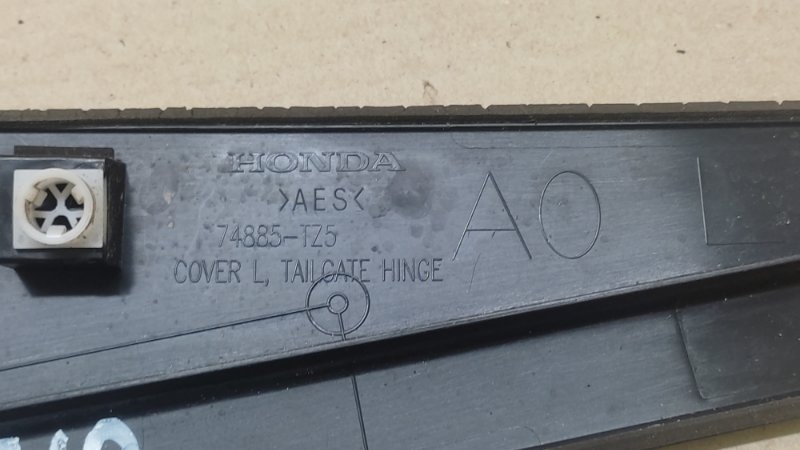 HONDA
>AES<
74885-TZ5
COVER L, TAILGATE HINGE
A0